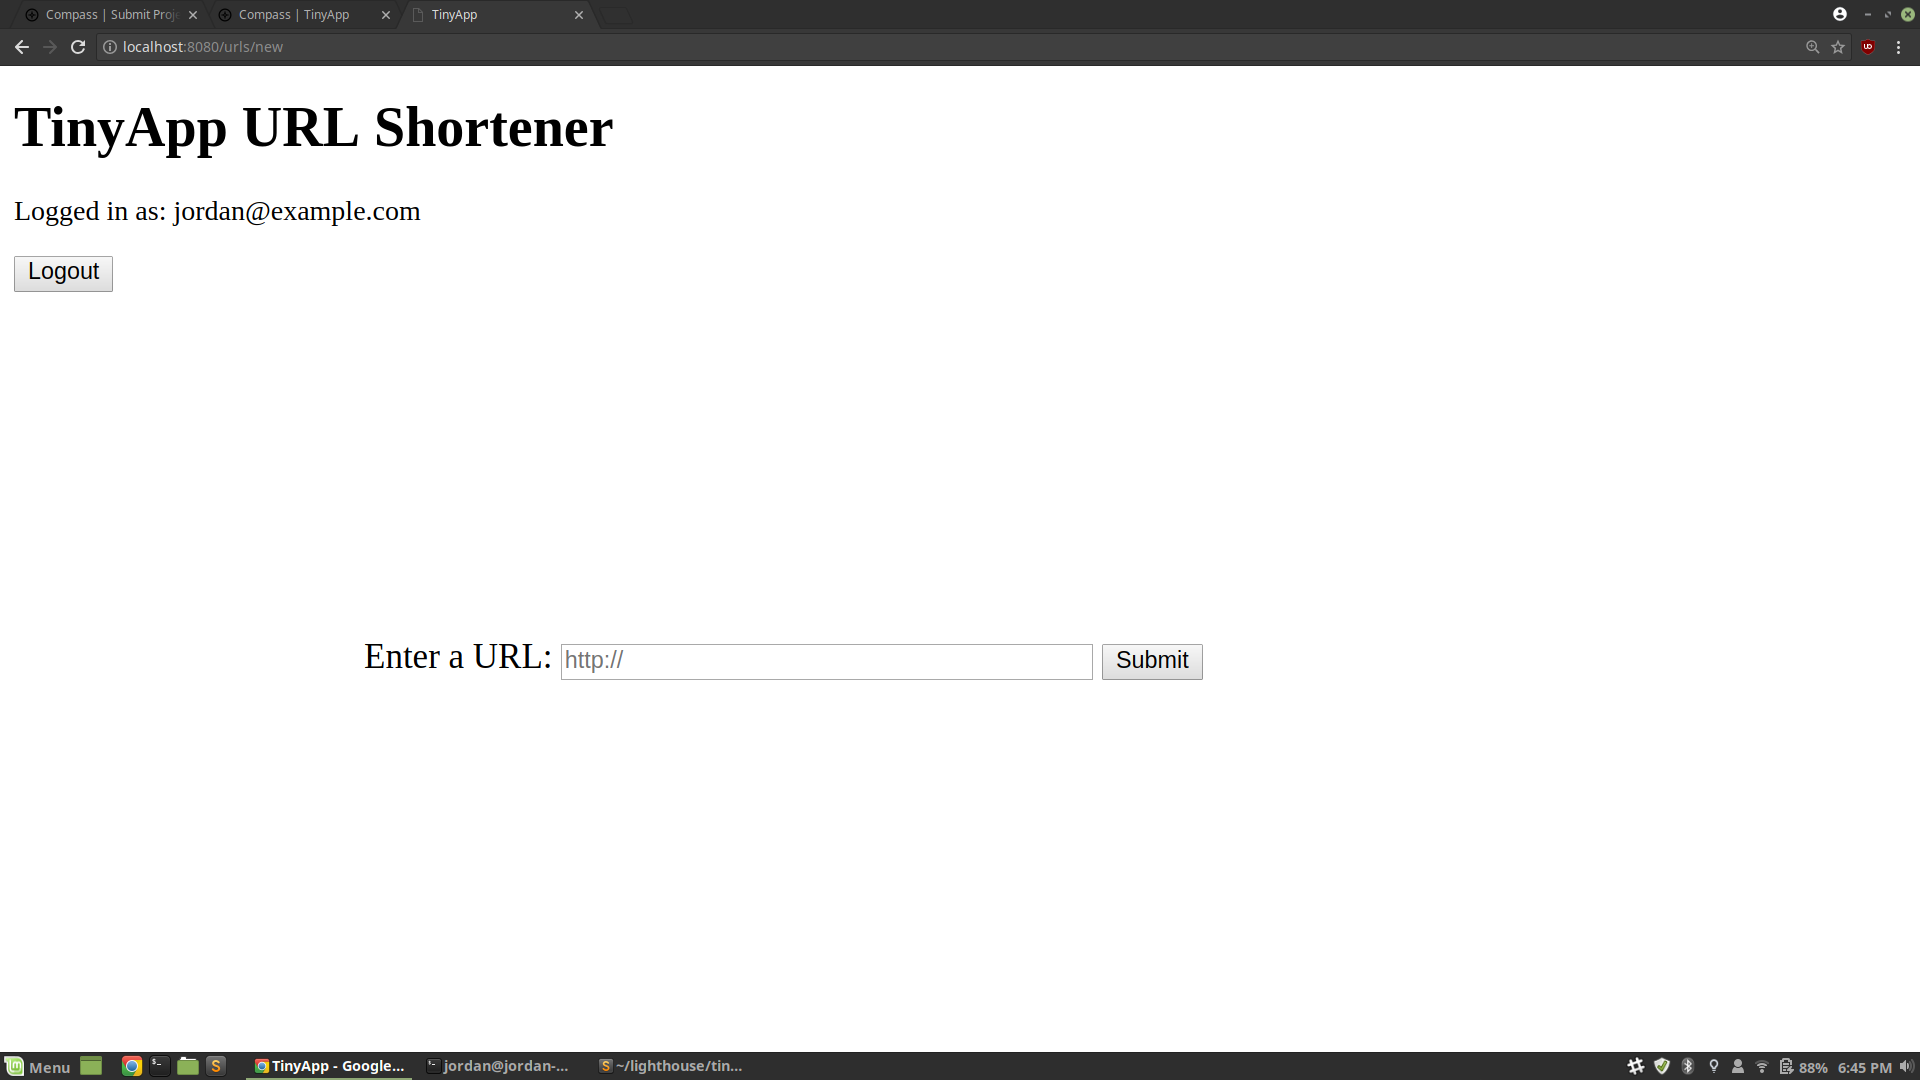 Compass | Submit Proj
Compass | TinyApp
TinyApp
localhost:8080/urls/new
TinyApp URL Shortener
Logged in as: jordan@example.com
Logout
Enter a URL: http:// Submit
Menu
TinyApp - Google...
jordan@jordan-...
~/lighthouse/tin...
88%
6:45 PM